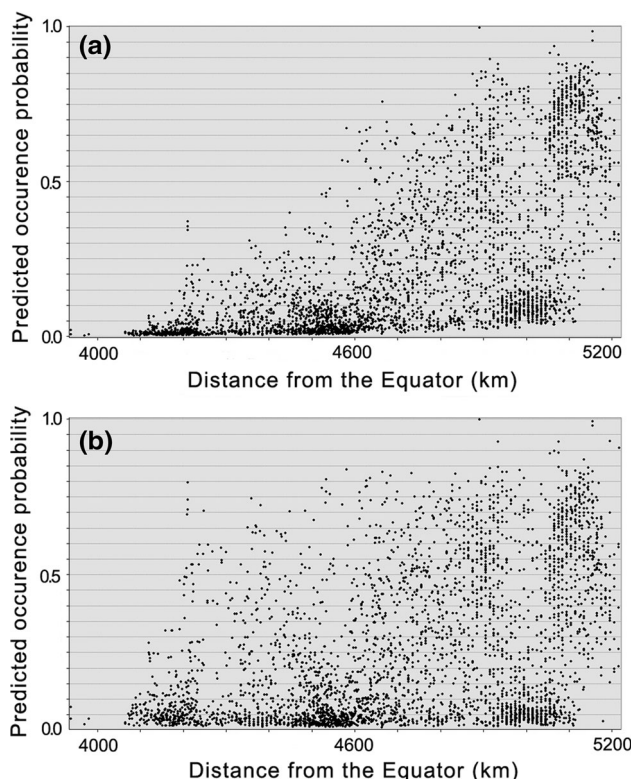 (a)
Predicted occurence probability
1.0
0.5
0.0
4000
4600
5200
Distance from the Equator (km)
(b)
Predicted occurence probability
1.0
0.5
0.0
4000
4600
5200
Distance from the Equator (km)